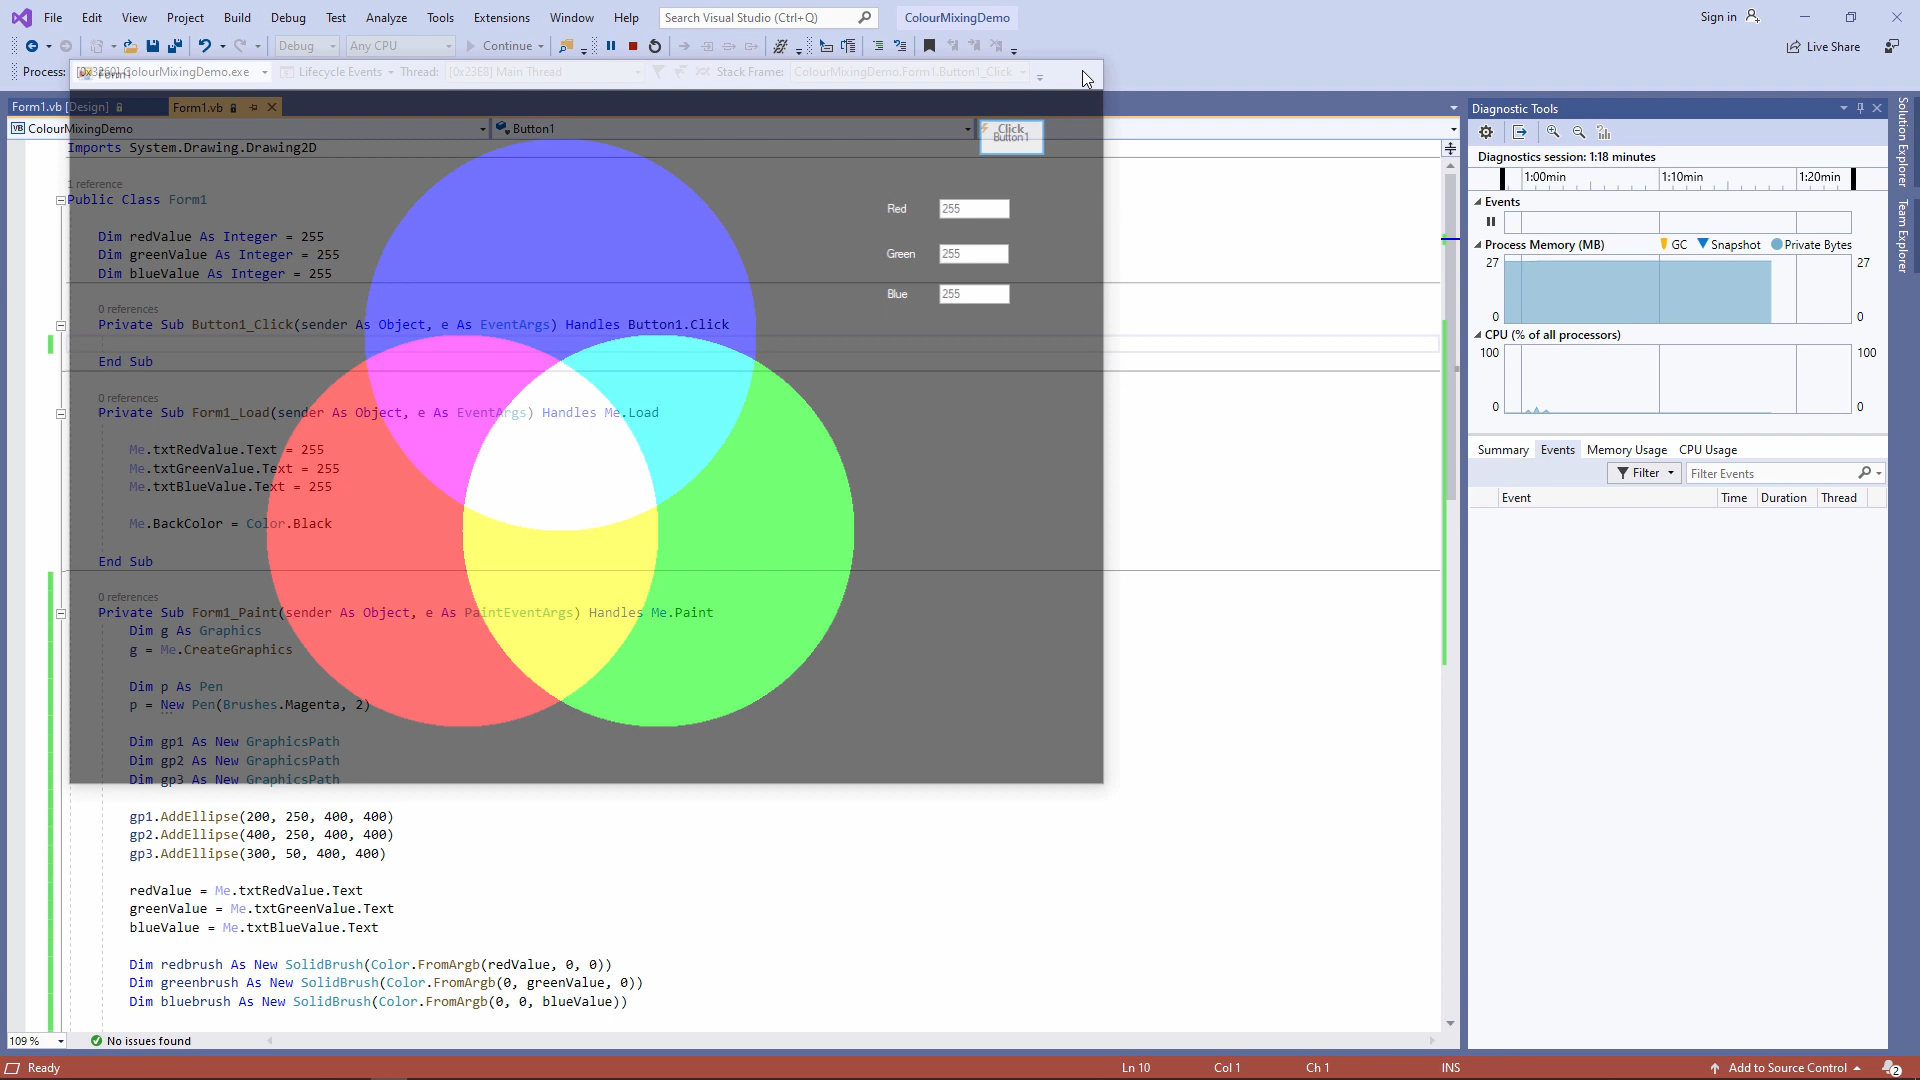 File Edit View Project Build Debug Test Analyze Tools Extensions Window Help Search Visual Studio (Ctrl+Q) ColourMixingDemo Sign in
Debug Any CPU Continue Live Share
Process: [0x3260] ColourMixingDemo.exe Lifecycle Events Thread: [0x23E8] Main Thread Stack Frame: ColourMixingDemo.Form1.Button1_Click
Form1
Form1.vb [Design] Form1.vb
ColourMixingDemo Button1 Click
Button1
Imports System.Drawing.Drawing2D
1 reference
Public Class Form1
Red 255
Green 255
Blue 255
Dim redValue As Integer = 255
Dim greenValue As Integer = 255
Dim blueValue As Integer = 255
0 references
Private Sub Button1_Click(sender As Object, e As EventArgs) Handles Button1.Click
End Sub
0 references
Private Sub Form1_Load(sender As Object, e As EventArgs) Handles Me.Load
Me.txtRedValue.Text = 255
Me.txtGreenValue.Text = 255
Me.txtBlueValue.Text = 255
Me.BackColor = Color.Black
End Sub
0 references
Private Sub Form1_Paint(sender As Object, e As PaintEventArgs) Handles Me.Paint
Dim g As Graphics
g = Me.CreateGraphics
Dim p As Pen
p = New Pen(Brushes.Magenta, 2)
Dim gp1 As New GraphicsPath
Dim gp2 As New GraphicsPath
Dim gp3 As New GraphicsPath
gp1.AddEllipse(200, 250, 400, 400)
gp2.AddEllipse(400, 250, 400, 400)
gp3.AddEllipse(300, 50, 400, 400)
redValue = Me.txtRedValue.Text
greenValue = Me.txtGreenValue.Text
blueValue = Me.txtBlueValue.Text
Dim redbrush As New SolidBrush(Color.FromArgb(redValue, 0, 0))
Dim greenbrush As New SolidBrush(Color.FromArgb(0, greenValue, 0))
Dim bluebrush As New SolidBrush(Color.FromArgb(0, 0, blueValue))
109 % No issues found
Diagnostic Tools
Diagnostics session: 1:18 minutes
1:00min 1:10min 1:20min
Events
Process Memory (MB) GC Snapshot Private Bytes
27 27
0 0
CPU (% of all processors)
100 100
0 0
Summary Events Memory Usage CPU Usage
Filter Filter Events
Event Time Duration Thread
Solution Explorer
Team Explorer
Ready Ln 10 Col 1 Ch 1 INS Add to Source Control 2